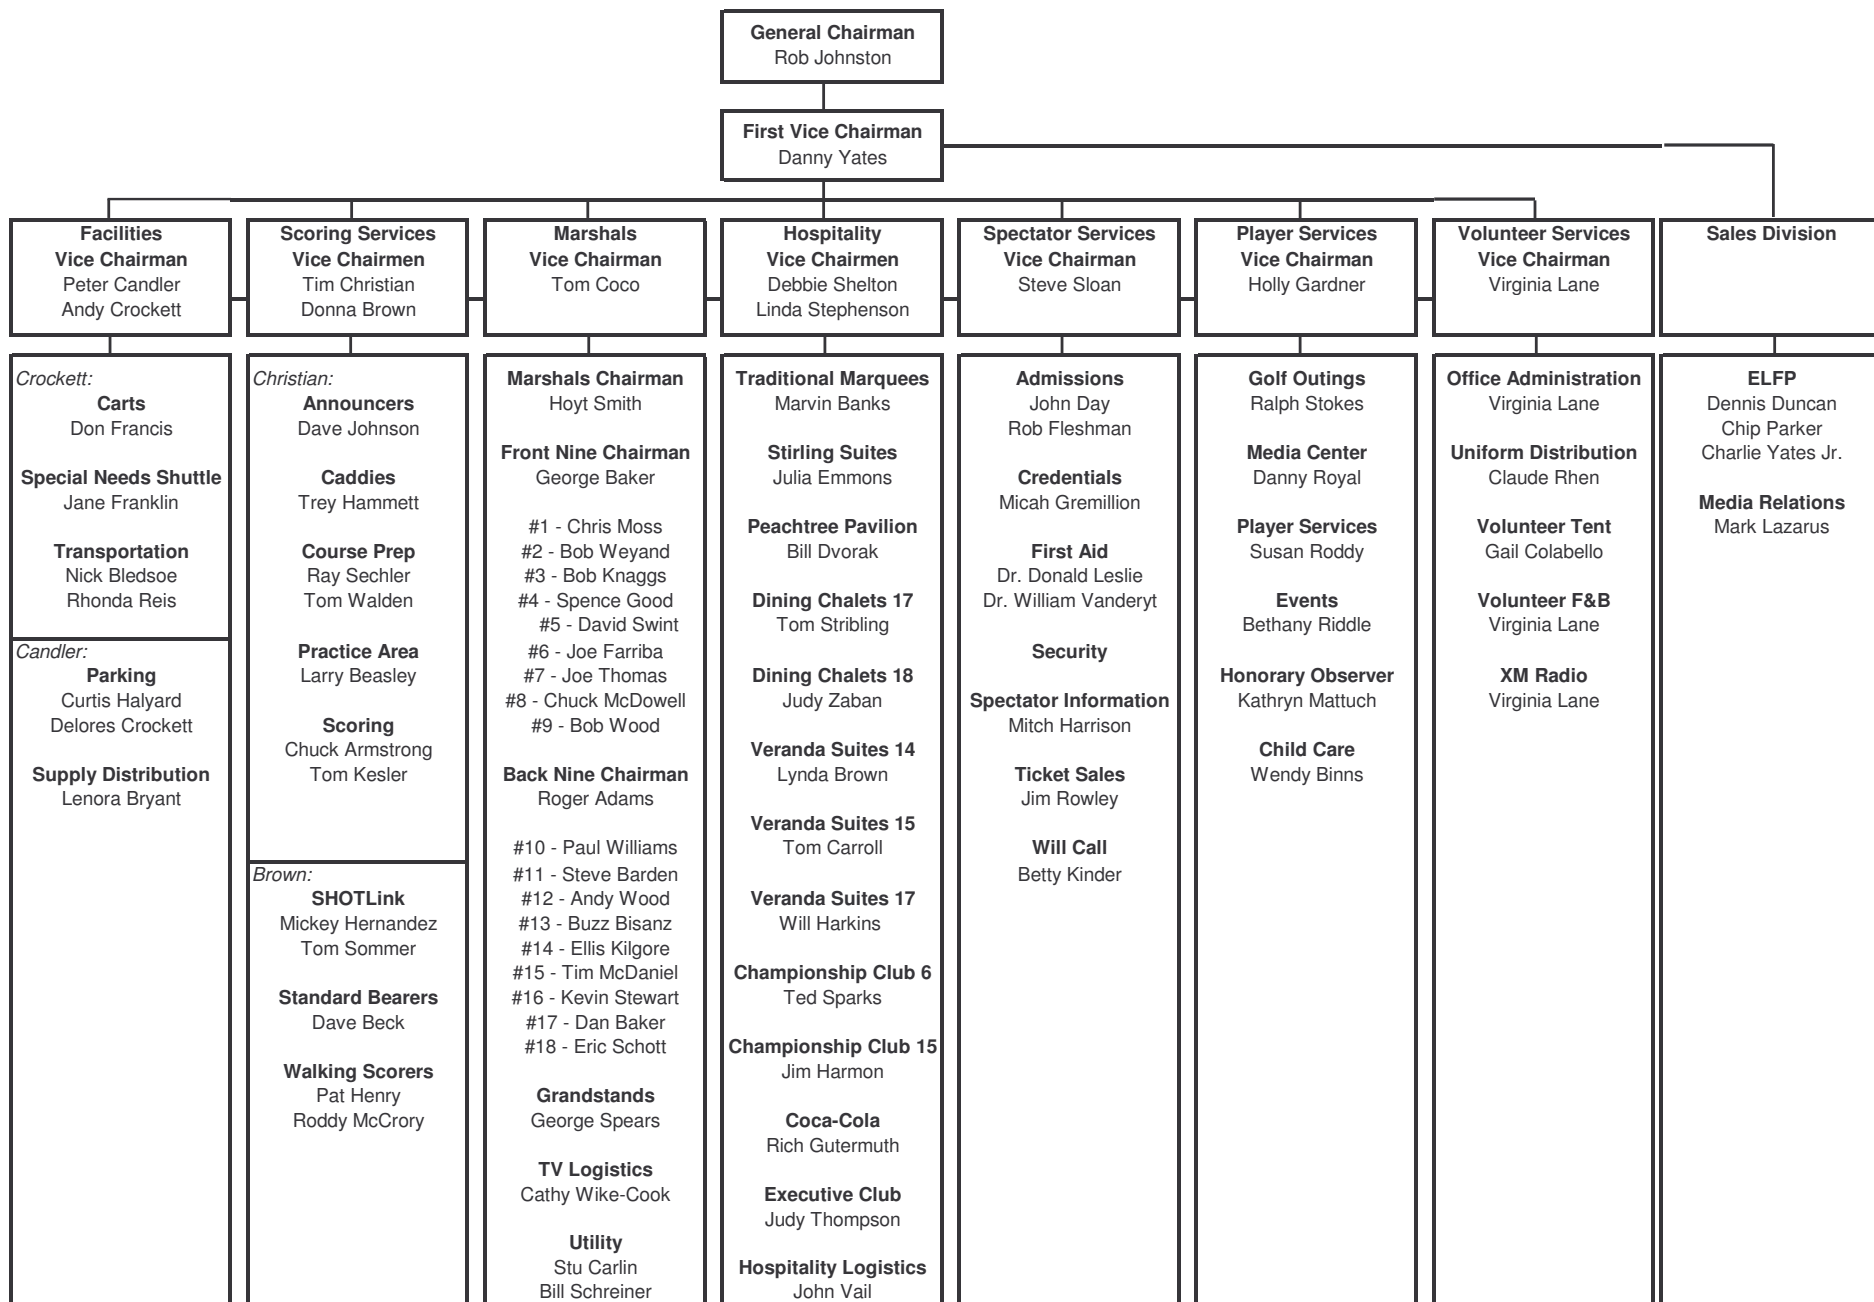 General Chairman
Rob Johnston
First Vice Chairman
Danny Yates
Facilities
Vice Chairman
Peter Candler
Andy Crockett
Scoring Services
Vice Chairmen
Tim Christian
Donna Brown
Marshals
Vice Chairman
Tom Coco
Hospitality
Vice Chairmen
Debbie Shelton
Linda Stephenson
Spectator Services
Vice Chairman
Steve Sloan
Player Services
Vice Chairman
Holly Gardner
Volunteer Services
Vice Chairman
Virginia Lane
Sales Division
Crockett:
Carts
Don Francis
Special Needs Shuttle
Jane Franklin
Transportation
Nick Bledsoe
Rhonda Reis
Candler:
Parking
Curtis Halyard
Delores Crockett
Supply Distribution
Lenora Bryant
Christian:
Announcers
Dave Johnson
Caddies
Trey Hammett
Course Prep
Ray Sechler
Tom Walden
Practice Area
Larry Beasley
Scoring
Chuck Armstrong
Tom Kesler
Brown:
SHOTLink
Mickey Hernandez
Tom Sommer
Standard Bearers
Dave Beck
Walking Scorers
Pat Henry
Roddy McCrory
Marshals Chairman
Hoyt Smith
Front Nine Chairman
George Baker
#1 - Chris Moss
#2 - Bob Weyand
#3 - Bob Knaggs
#4 - Spence Good
#5 - David Swint
#6 - Joe Farriba
#7 - Joe Thomas
#8 - Chuck McDowell
#9 - Bob Wood
Back Nine Chairman
Roger Adams
#10 - Paul Williams
#11 - Steve Barden
#12 - Andy Wood
#13 - Buzz Bisanz
#14 - Ellis Kilgore
#15 - Tim McDaniel
#16 - Kevin Stewart
#17 - Dan Baker
#18 - Eric Schott
Grandstands
George Spears
TV Logistics
Cathy Wike-Cook
Utility
Stu Carlin
Bill Schreiner
Traditional Marquees
Marvin Banks
Stirling Suites
Julia Emmons
Peachtree Pavilion
Bill Dvorak
Dining Chalets 17
Tom Stribling
Dining Chalets 18
Judy Zaban
Veranda Suites 14
Lynda Brown
Veranda Suites 15
Tom Carroll
Veranda Suites 17
Will Harkins
Championship Club 6
Ted Sparks
Championship Club 15
Jim Harmon
Coca-Cola
Rich Gutermuth
Executive Club
Judy Thompson
Hospitality Logistics
John Vail
Admissions
John Day
Rob Fleshman
Credentials
Micah Gremillion
First Aid
Dr. Donald Leslie
Dr. William Vanderyt
Security
Spectator Information
Mitch Harrison
Ticket Sales
Jim Rowley
Will Call
Betty Kinder
Golf Outings
Ralph Stokes
Media Center
Danny Royal
Player Services
Susan Roddy
Events
Bethany Riddle
Honorary Observer
Kathryn Mattuch
Child Care
Wendy Binns
Office Administration
Virginia Lane
Uniform Distribution
Claude Rhen
Volunteer Tent
Gail Colabello
Volunteer F&B
Virginia Lane
XM Radio
Virginia Lane
ELFP
Dennis Duncan
Chip Parker
Charlie Yates Jr.
Media Relations
Mark Lazarus